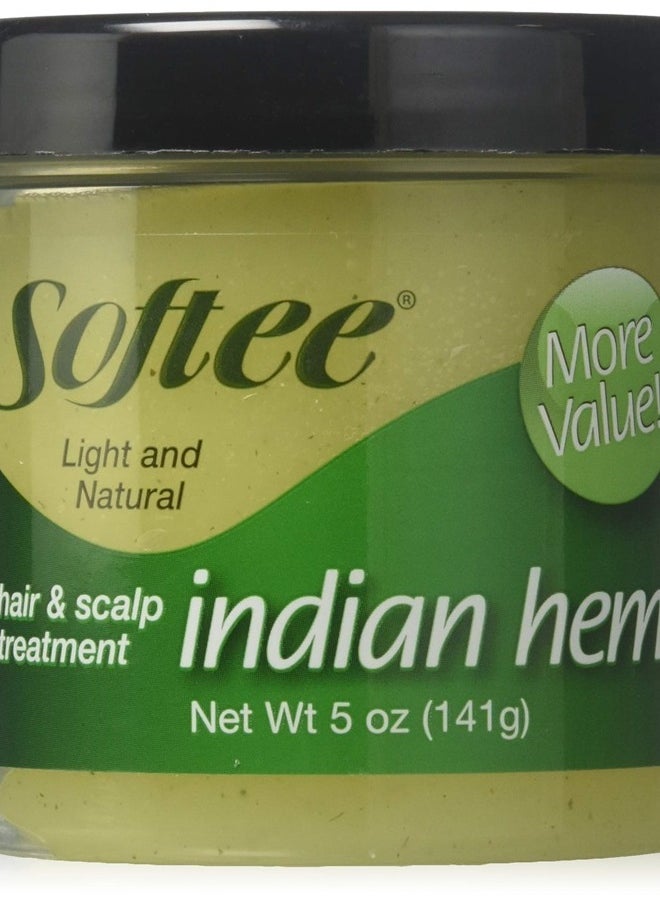 Softee®
Light and
Natural
More
Value!
hair & scalp
treatment
indian hem
Net Wt 5 oz (141g)